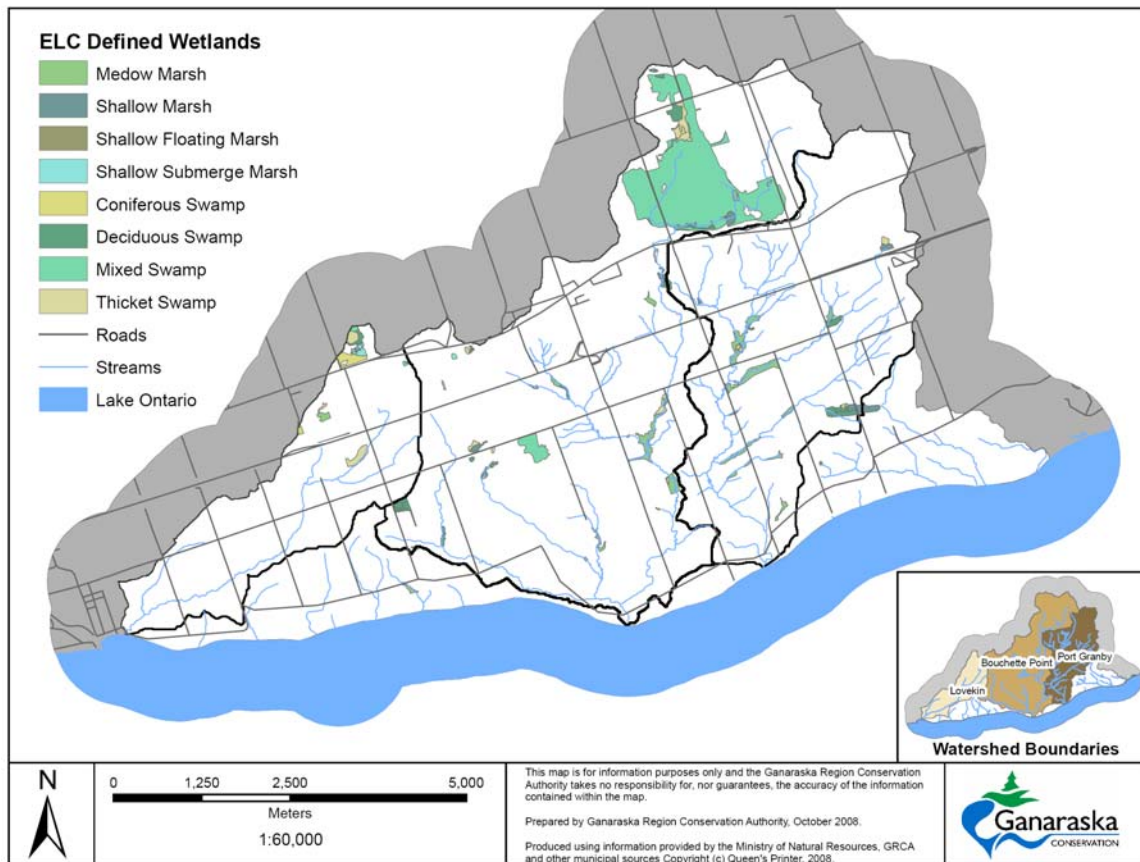 ELC Defined Wetlands
Medow Marsh
Shallow Marsh
Shallow Floating Marsh
Shallow Submerge Marsh
Coniferous Swamp
Deciduous Swamp
Mixed Swamp
Thicket Swamp
Roads
Streams
Lake Ontario
Bouchette Point
Port Granby
Lovekin
Watershed Boundaries
N
0 1,250 2,500 5,000
Meters
1:60,000
This map is for information purposes only and the Ganaraska Region Conservation
Authority takes no responsibility for, nor guarantees, the accuracy of the information
contained within the map.
Prepared by Ganaraska Region Conservation Authority, October 2008.
Produced using information provided by the Ministry of Natural Resources, GRCA
and other municipal sources Copyright (c) Queen's Printer, 2008.
Ganaraska
CONSERVATION